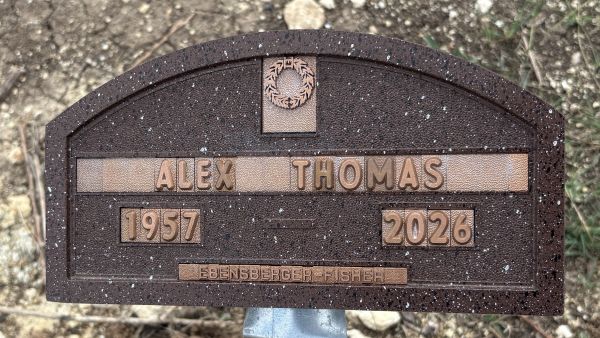 ALEX THOMAS
1957 2026
EBENSBERGER-FISHER